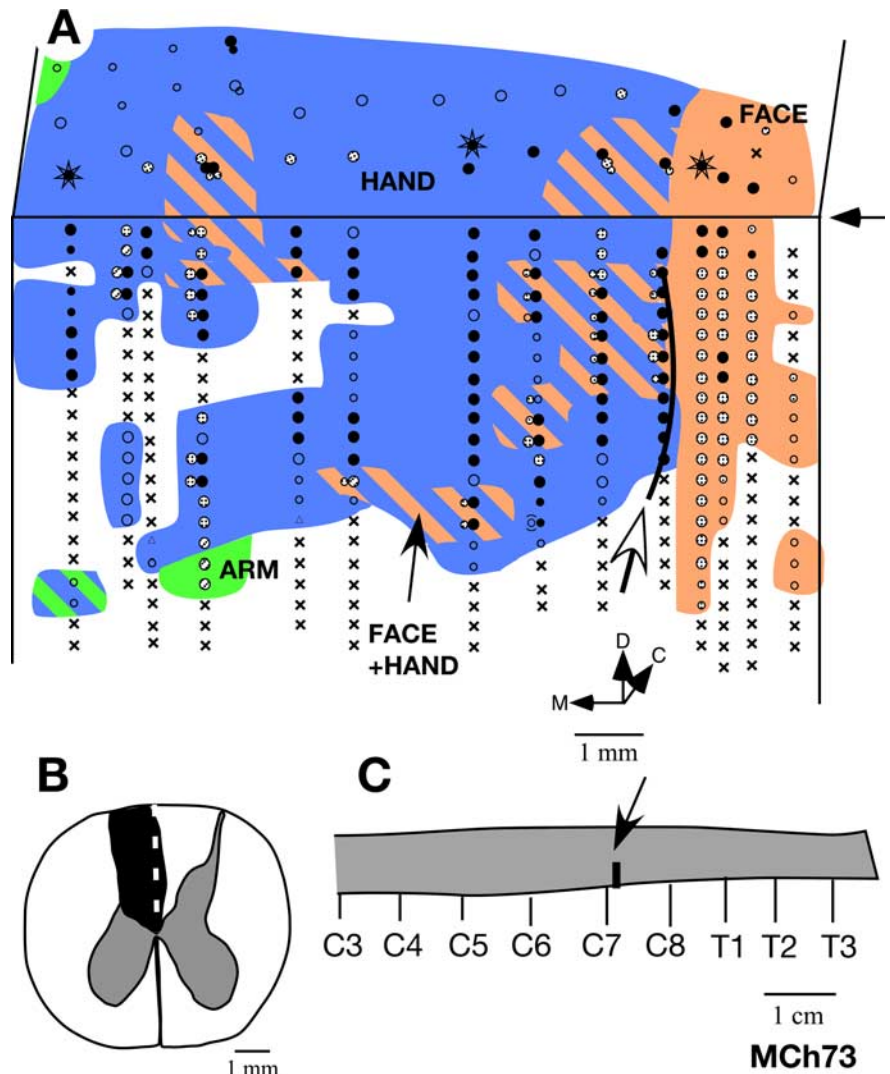 A
FACE
HAND
ARM
FACE
+HAND
D
C
M
1 mm
B
C
C3 C4 C5 C6 C7 C8 T1 T2 T3
1 cm
1 mm
MCh73